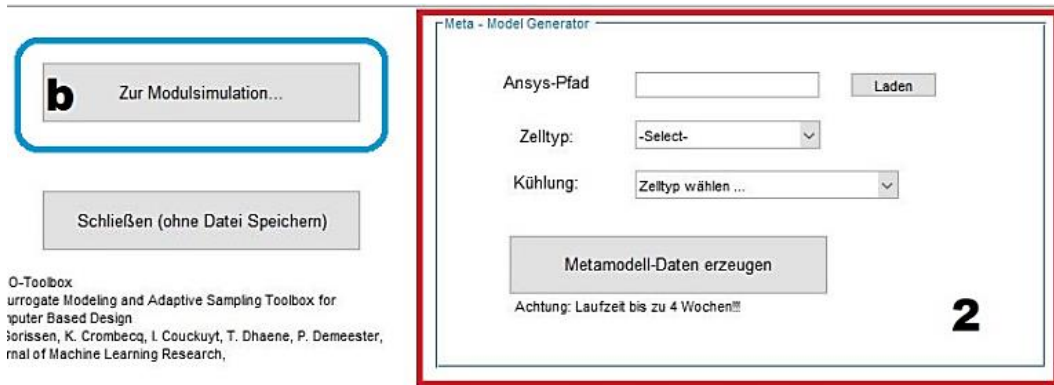 b
Zur Modulsimulation...
Schließen (ohne Datei Speichern)
O-Toolbox
urrogate Modeling and Adaptive Sampling Toolbox for
nputer Based Design
Gorissen, K. Crombecq, I. Couckuyt, T. Dhaene, P. Demeester,
rnal of Machine Learning Research,
Meta - Model Generator
Ansys-Pfad
Laden
Zelltyp:
-Select-
Kühlung:
Zelltyp wählen ...
Metamodell-Daten erzeugen
Achtung: Laufzeit bis zu 4 Wochen!!!
2